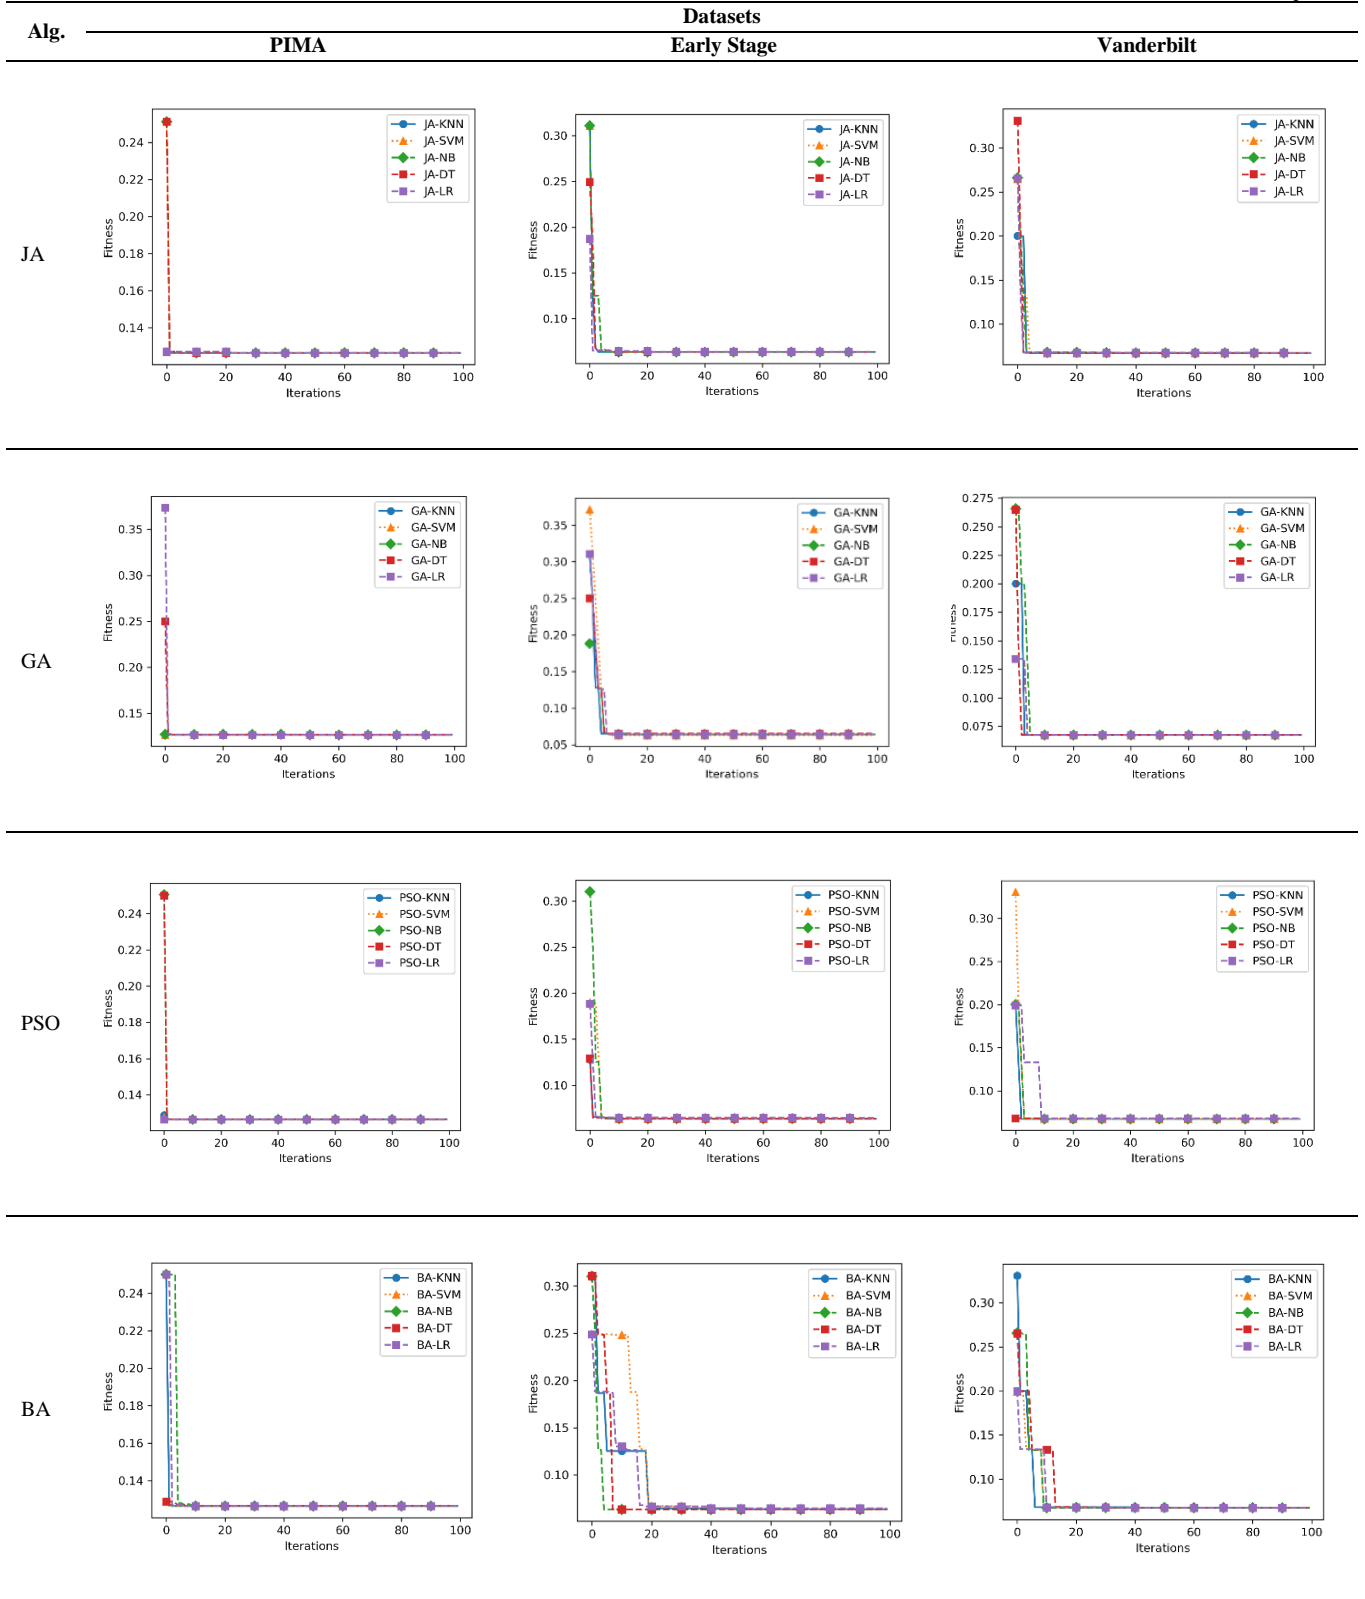 Datasets
Alg.
PIMA Early Stage Vanderbilt
JA
Fitness
0.24
0.22
0.20
0.18
0.16
0.14
0 20 40 60 80 100
Iterations
JA-KNN
JA-SVM
JA-NB
JA-DT
JA-LR
Fitness
0.30
0.25
0.20
0.15
0.10
0 20 40 60 80 100
Iterations
JA-KNN
JA-SVM
JA-NB
JA-DT
JA-LR
Fitness
0.30
0.25
0.20
0.15
0.10
0 20 40 60 80 100
Iterations
JA-KNN
JA-SVM
JA-NB
JA-DT
JA-LR
GA
Fitness
0.35
0.30
0.25
0.20
0.15
0 20 40 60 80 100
Iterations
GA-KNN
GA-SVM
GA-NB
GA-DT
GA-LR
Fitness
0.35
0.30
0.25
0.20
0.15
0.10
0.05
0 20 40 60 80 100
Iterations
GA-KNN
GA-SVM
GA-NB
GA-DT
GA-LR
Fitness
0.275
0.250
0.225
0.200
0.175
0.150
0.125
0.100
0.075
0 20 40 60 80 100
Iterations
GA-KNN
GA-SVM
GA-NB
GA-DT
GA-LR
PSO
Fitness
0.24
0.22
0.20
0.18
0.16
0.14
0 20 40 60 80 100
Iterations
PSO-KNN
PSO-SVM
PSO-NB
PSO-DT
PSO-LR
Fitness
0.30
0.25
0.20
0.15
0.10
0 20 40 60 80 100
Iterations
PSO-KNN
PSO-SVM
PSO-NB
PSO-DT
PSO-LR
Fitness
0.30
0.25
0.20
0.15
0.10
0 20 40 60 80 100
Iterations
PSO-KNN
PSO-SVM
PSO-NB
PSO-DT
PSO-LR
BA
Fitness
0.24
0.22
0.20
0.18
0.16
0.14
0 20 40 60 80 100
Iterations
BA-KNN
BA-SVM
BA-NB
BA-DT
BA-LR
Fitness
0.30
0.25
0.20
0.15
0.10
0 20 40 60 80 100
Iterations
BA-KNN
BA-SVM
BA-NB
BA-DT
BA-LR
Fitness
0.30
0.25
0.20
0.15
0.10
0 20 40 60 80 100
Iterations
BA-KNN
BA-SVM
BA-NB
BA-DT
BA-LR